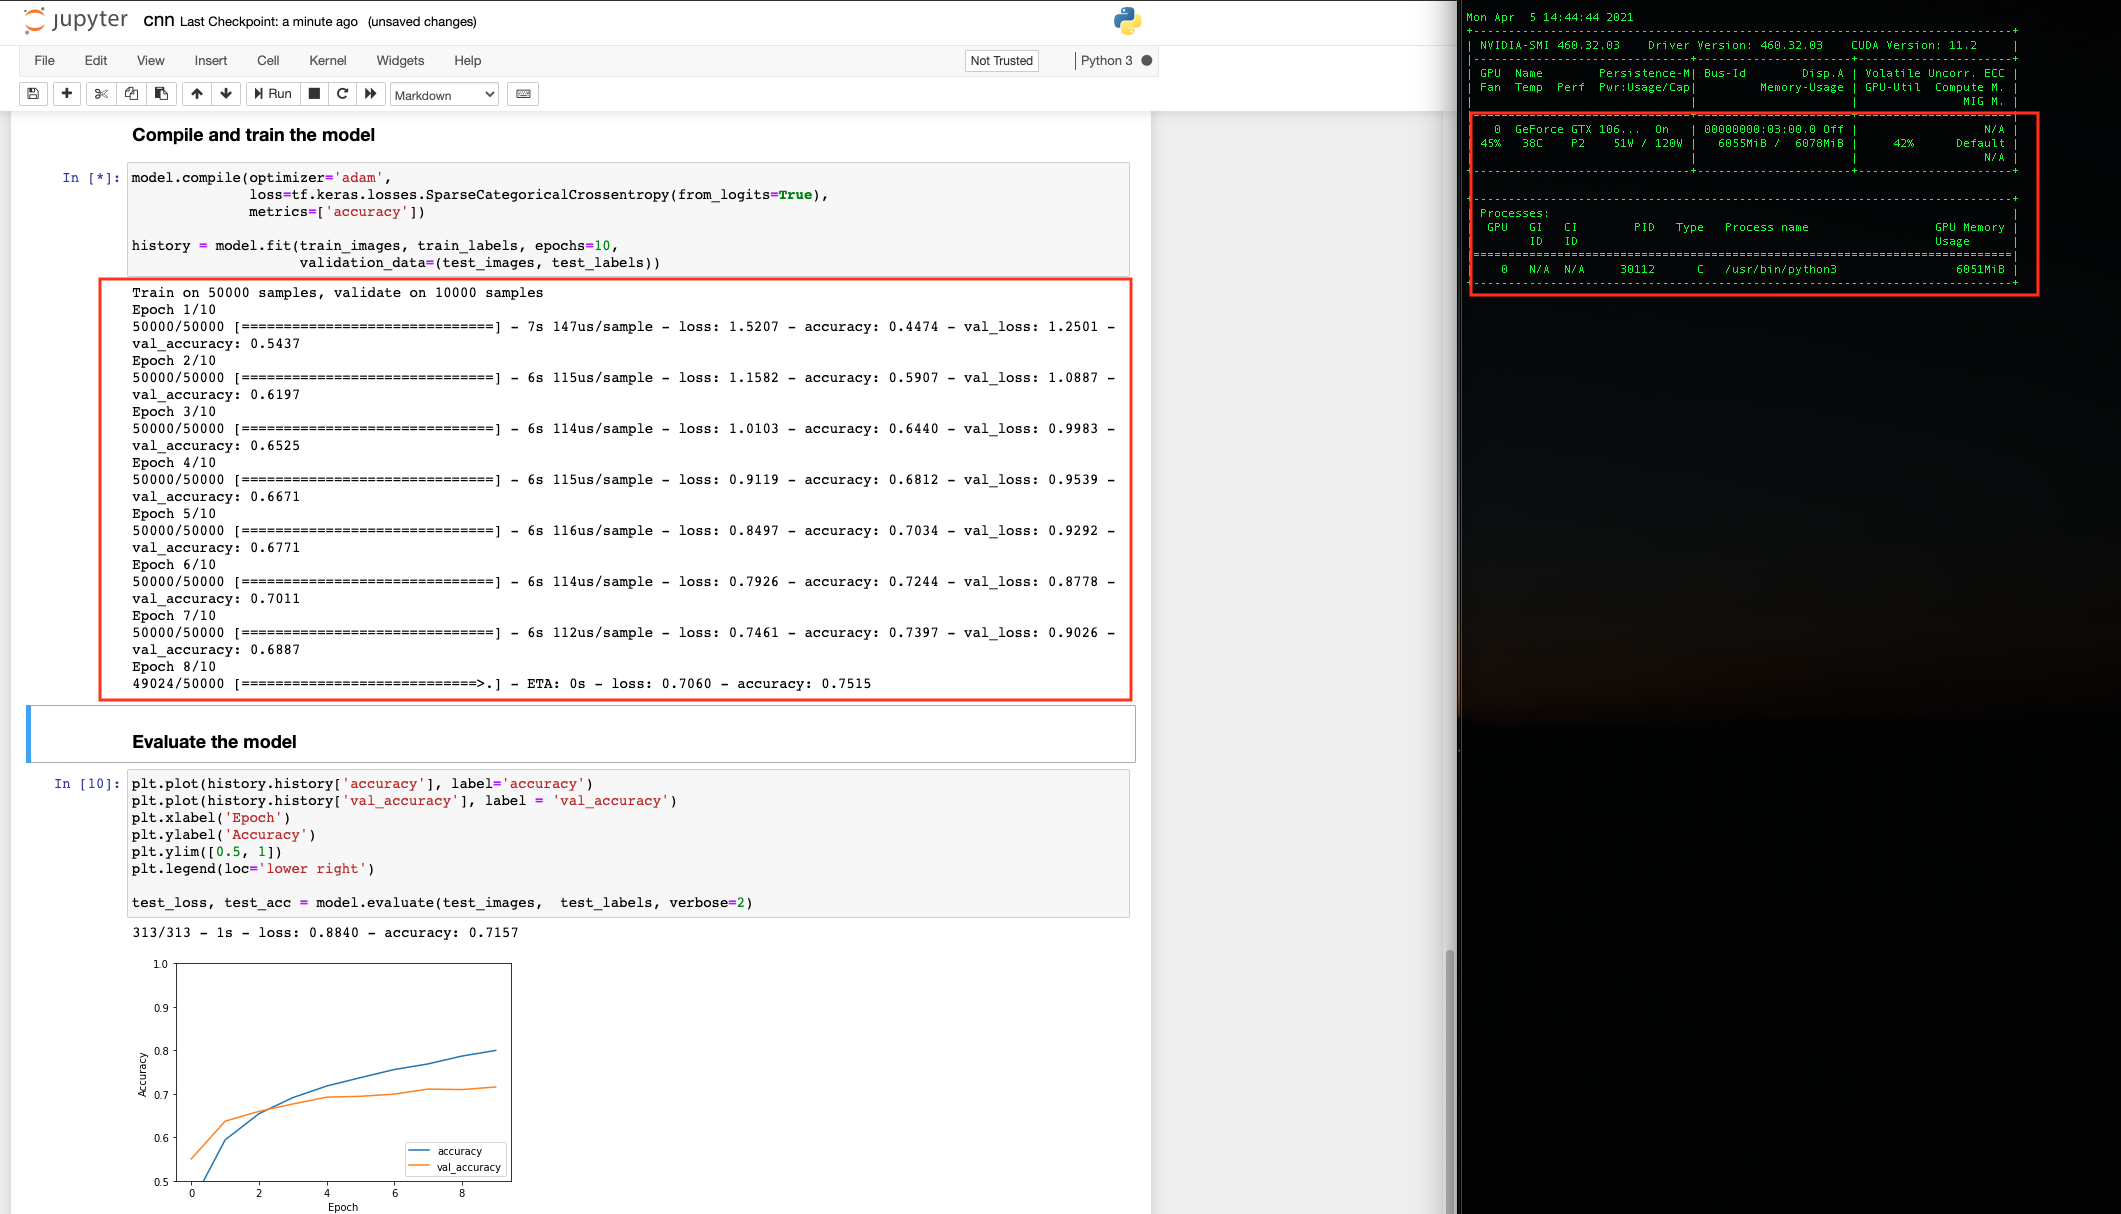 jupyter cnn Last Checkpoint: a minute ago (unsaved changes)
File Edit View Insert Cell Kernel Widgets Help Not Trusted Python 3
Run Markdown
Compile and train the model
In [*]: model.compile(optimizer='adam',
loss=tf.keras.losses.SparseCategoricalCrossentropy(from_logits=True),
metrics=['accuracy'])
history = model.fit(train_images, train_labels, epochs=10,
validation_data=(test_images, test_labels))
Train on 50000 samples, validate on 10000 samples
Epoch 1/10
50000/50000 [==============================] - 7s 147us/sample - loss: 1.5207 - accuracy: 0.4474 - val_loss: 1.2501 -
val_accuracy: 0.5437
Epoch 2/10
50000/50000 [==============================] - 6s 115us/sample - loss: 1.1582 - accuracy: 0.5907 - val_loss: 1.0887 -
val_accuracy: 0.6197
Epoch 3/10
50000/50000 [==============================] - 6s 114us/sample - loss: 1.0103 - accuracy: 0.6440 - val_loss: 0.9983 -
val_accuracy: 0.6525
Epoch 4/10
50000/50000 [==============================] - 6s 115us/sample - loss: 0.9119 - accuracy: 0.6812 - val_loss: 0.9539 -
val_accuracy: 0.6671
Epoch 5/10
50000/50000 [==============================] - 6s 116us/sample - loss: 0.8497 - accuracy: 0.7034 - val_loss: 0.9292 -
val_accuracy: 0.6771
Epoch 6/10
50000/50000 [==============================] - 6s 114us/sample - loss: 0.7926 - accuracy: 0.7244 - val_loss: 0.8778 -
val_accuracy: 0.7011
Epoch 7/10
50000/50000 [==============================] - 6s 112us/sample - loss: 0.7461 - accuracy: 0.7397 - val_loss: 0.9026 -
val_accuracy: 0.6887
Epoch 8/10
49024/50000 [============================>.] - ETA: 0s - loss: 0.7060 - accuracy: 0.7515
Evaluate the model
In [10]: plt.plot(history.history['accuracy'], label='accuracy')
plt.plot(history.history['val_accuracy'], label = 'val_accuracy')
plt.xlabel('Epoch')
plt.ylabel('Accuracy')
plt.ylim([0.5, 1])
plt.legend(loc='lower right')
test_loss, test_acc = model.evaluate(test_images,  test_labels, verbose=2)
313/313 - 1s - loss: 0.8840 - accuracy: 0.7157
1.0
0.9
0.8
0.7
0.6
0.5
Accuracy
accuracy
val_accuracy
0 2 4 6 8
Epoch
Mon Apr  5 14:44:44 2021
NVIDIA-SMI 460.32.03    Driver Version: 460.32.03    CUDA Version: 11.2
GPU  Name        Persistence-M| Bus-Id        Disp.A | Volatile Uncorr. ECC |
Fan  Temp  Perf  Pwr:Usage/Cap|         Memory-Usage | GPU-Util  Compute M. |
MIG M. |
0  GeForce GTX 106...  On   | 00000000:03:00.0 Off |                  N/A |
45%   38C    P2    51W / 120W |   6055MiB /  6078MiB |     42%      Default |
N/A |
Processes:
GPU   GI   CI        PID   Type   Process name                  GPU Memory |
ID   ID                                                   Usage      |
0   N/A  N/A     30112      C   /usr/bin/python3                 6051MiB |